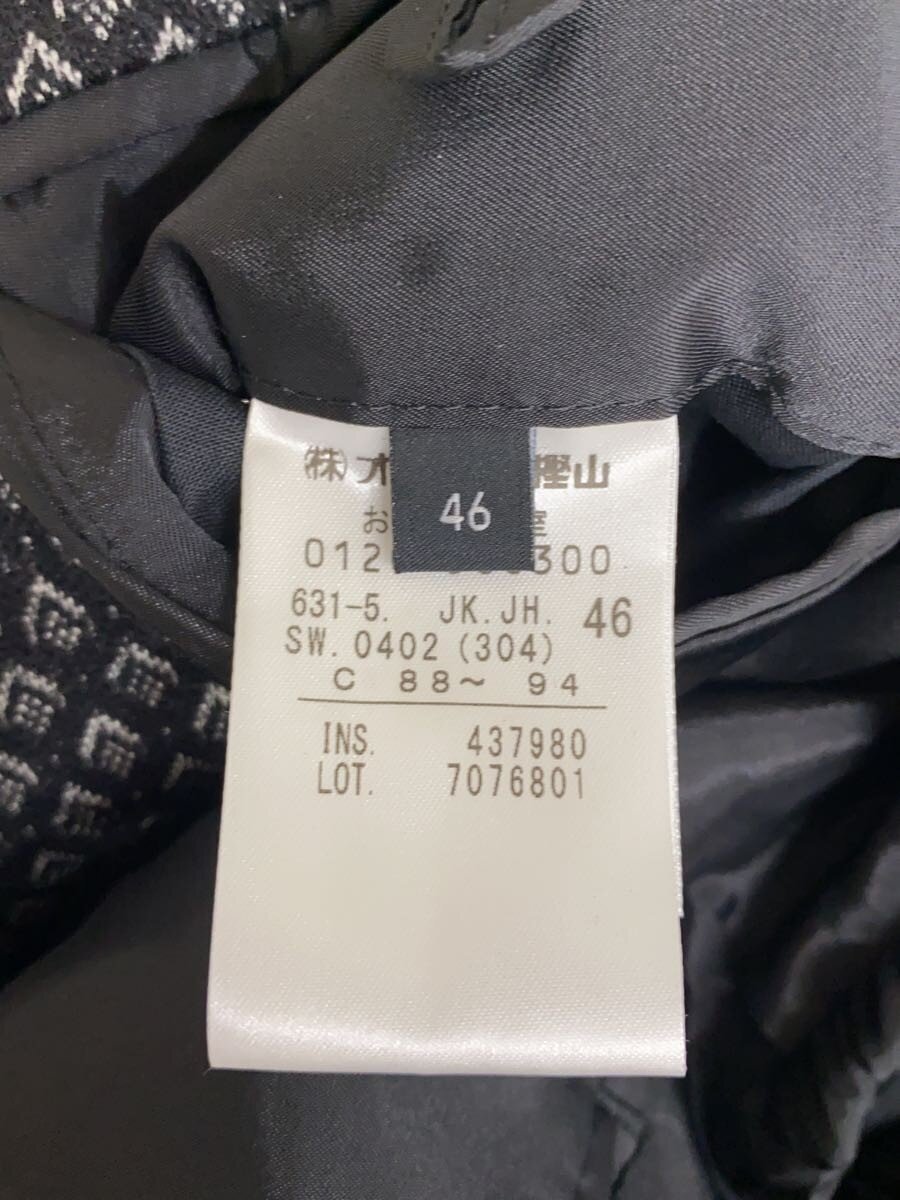 ㈱オ 樫山
46
お
012 300
631-5. JK.JH. 46
SW. 0402 (304)
C 88～ 94
INS. 437980
LOT. 7076801